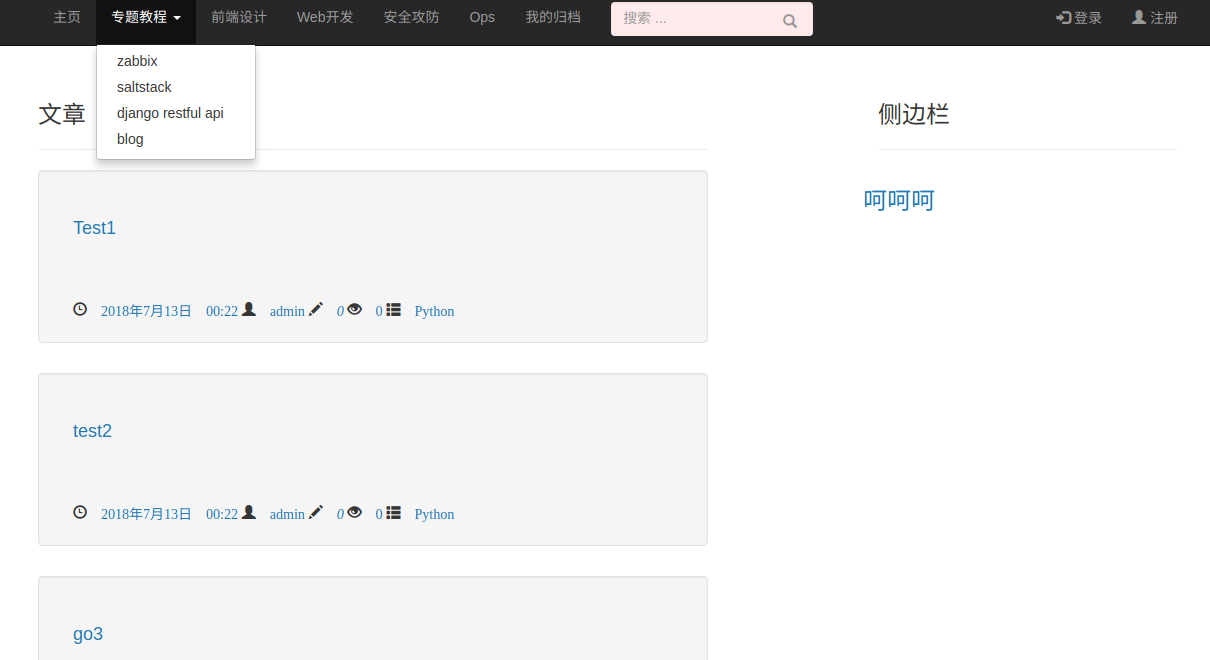 主页 专题教程 前端设计 Web开发 安全攻防 Ops 我的归档 搜索 ... 登录 注册
zabbix
saltstack
django restful api
blog
文章
侧边栏
呵呵呵
Test1
2018年7月13日 00:22 admin 0 0 Python
test2
2018年7月13日 00:22 admin 0 0 Python
go3